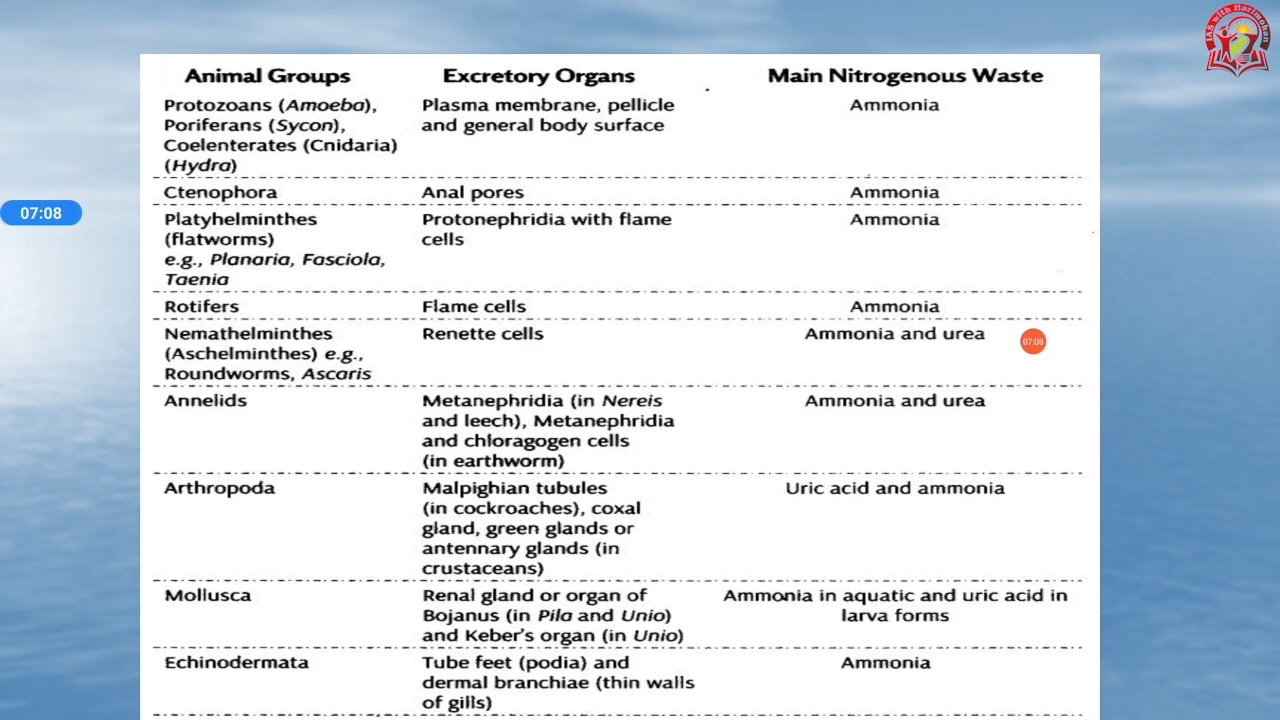 IAS with Harimohan
Animal Groups Excretory Organs Main Nitrogenous Waste
Protozoans (Amoeba), Plasma membrane, pellicle Ammonia
Poriferans (Sycon), and general body surface
Coelenterates (Cnidaria)
(Hydra)
Ctenophora Anal pores Ammonia
07:08
Platyhelminthes Protonephridia with flame Ammonia
(flatworms) cells
e.g., Planaria, Fasciola,
Taenia
Rotifers Flame cells Ammonia
Nemathelminthes Renette cells Ammonia and urea
07:08
(Aschelminthes) e.g.,
Roundworms, Ascaris
Annelids Metanephridia (in Nereis Ammonia and urea
and leech), Metanephridia
and chloragogen cells
(in earthworm)
Arthropoda Malpighian tubules Uric acid and ammonia
(in cockroaches), coxal
gland, green glands or
antennary glands (in
crustaceans)
Mollusca Renal gland or organ of Ammonia in aquatic and uric acid in
Bojanus (in Pila and Unio) larva forms
and Keber's organ (in Unio)
Echinodermata Tube feet (podia) and Ammonia
dermal branchiae (thin walls
of gills)